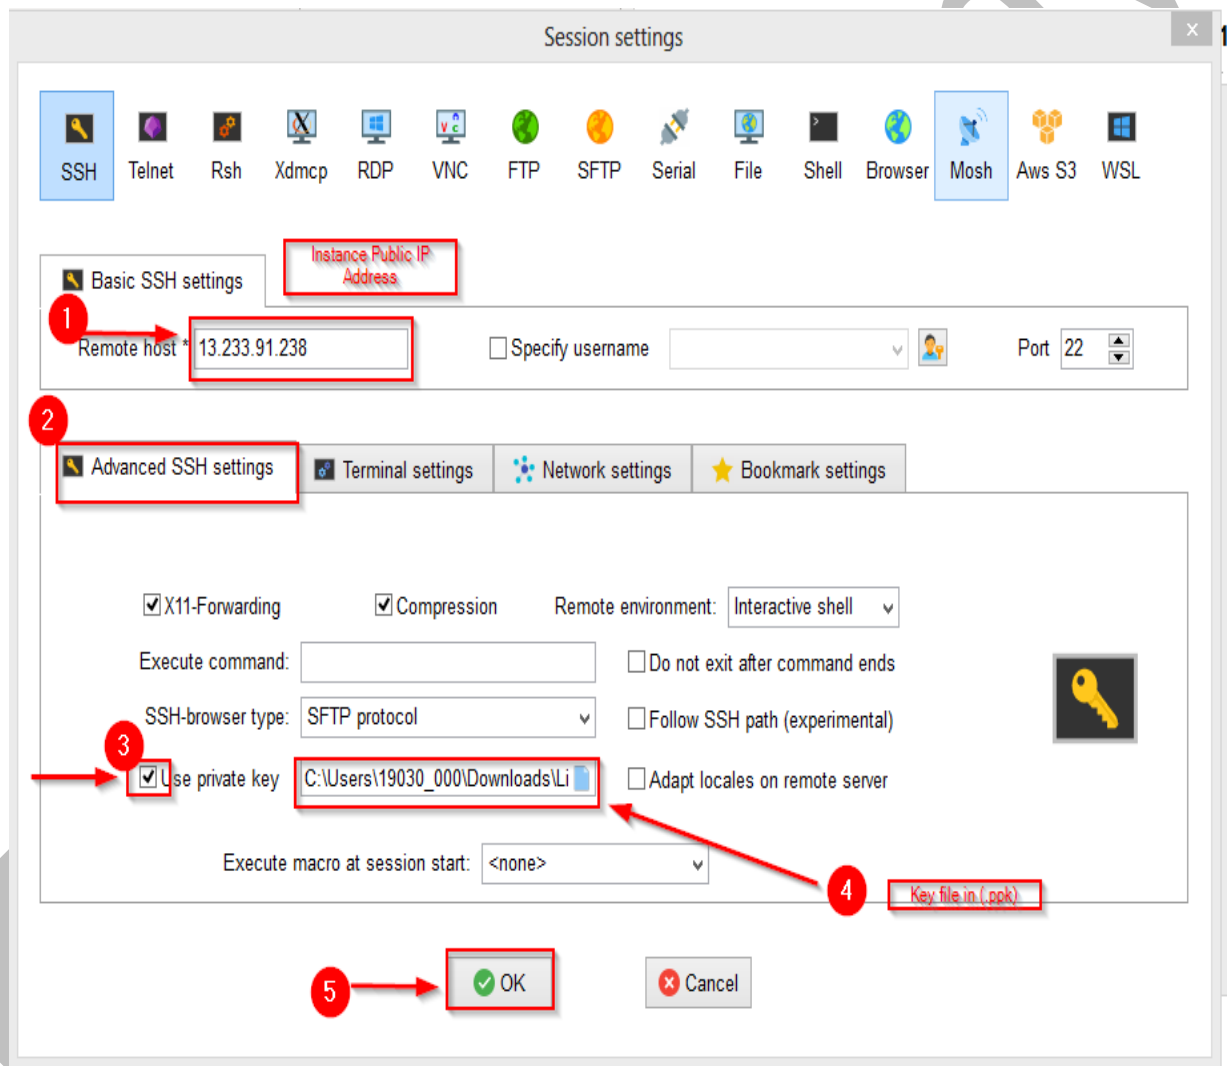 Session settings
x
1
SSH Telnet Rsh Xdmcp RDP VNC FTP SFTP Serial File Shell Browser Mosh Aws S3 WSL
Instance Public IP
Address
Basic SSH settings
1
Remote host * 13.233.91.238 Specify username Port 22
2
Advanced SSH settings Terminal settings Network settings Bookmark settings
X11-Forwarding Compression Remote environment: Interactive shell
Execute command: Do not exit after command ends
SSH-browser type: SFTP protocol Follow SSH path (experimental)
3
Use private key C:\Users\19030_000\Downloads\Li Adapt locales on remote server
Execute macro at session start: <none>
4
Key file in (.ppk)
5
OK Cancel